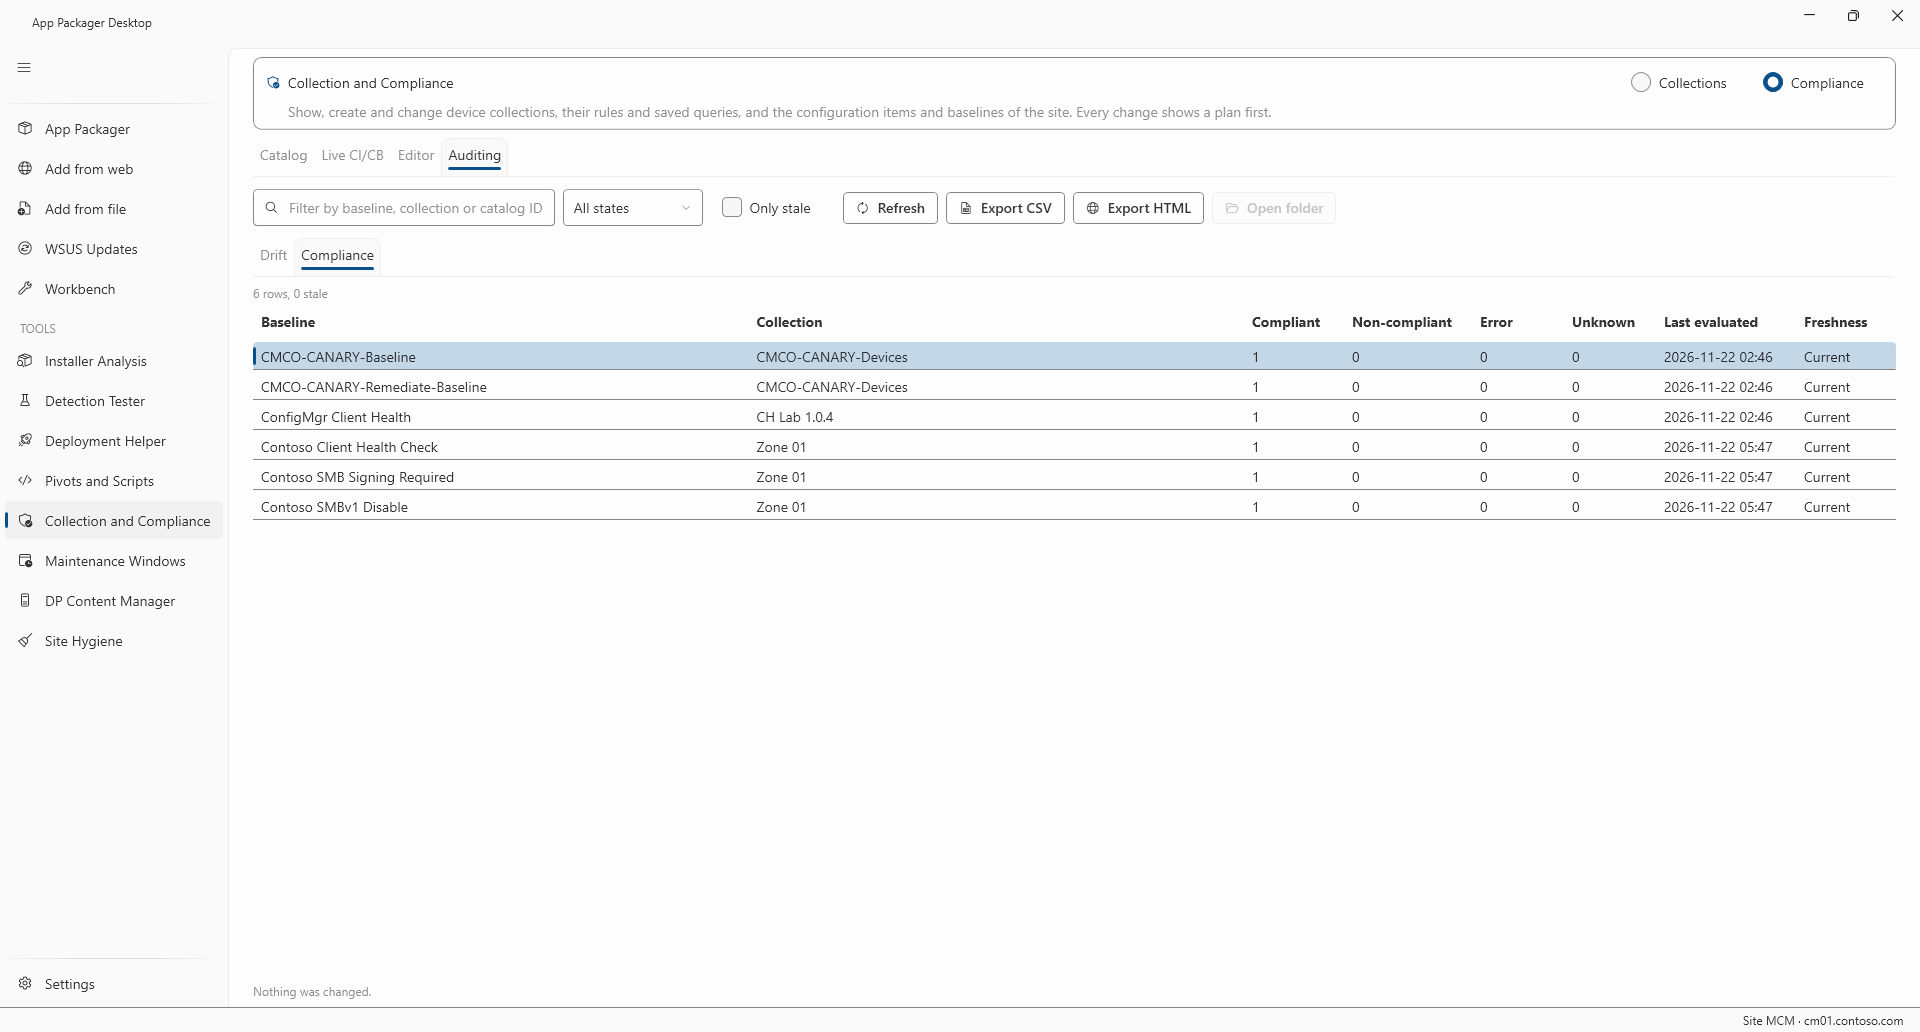 App Packager Desktop
Collection and Compliance
Collections
Compliance
Show, create and change device collections, their rules and saved queries, and the configuration items and baselines of the site. Every change shows a plan first.
App Packager
Add from web
Add from file
WSUS Updates
Workbench
TOOLS
Installer Analysis
Detection Tester
Deployment Helper
Pivots and Scripts
Collection and Compliance
Maintenance Windows
DP Content Manager
Site Hygiene
Settings
Catalog Live CI/CB Editor Auditing
Filter by baseline, collection or catalog ID All states Only stale Refresh Export CSV Export HTML Open folder
Drift Compliance
6 rows, 0 stale
Baseline Collection Compliant Non-compliant Error Unknown Last evaluated Freshness
CMCO-CANARY-Baseline CMCO-CANARY-Devices 1 0 0 0 2026-11-22 02:46 Current
CMCO-CANARY-Remediate-Baseline CMCO-CANARY-Devices 1 0 0 0 2026-11-22 02:46 Current
ConfigMgr Client Health CH Lab 1.0.4 1 0 0 0 2026-11-22 02:46 Current
Contoso Client Health Check Zone 01 1 0 0 0 2026-11-22 05:47 Current
Contoso SMB Signing Required Zone 01 1 0 0 0 2026-11-22 05:47 Current
Contoso SMBv1 Disable Zone 01 1 0 0 0 2026-11-22 05:47 Current
Nothing was changed.
Site MCM · cm01.contoso.com